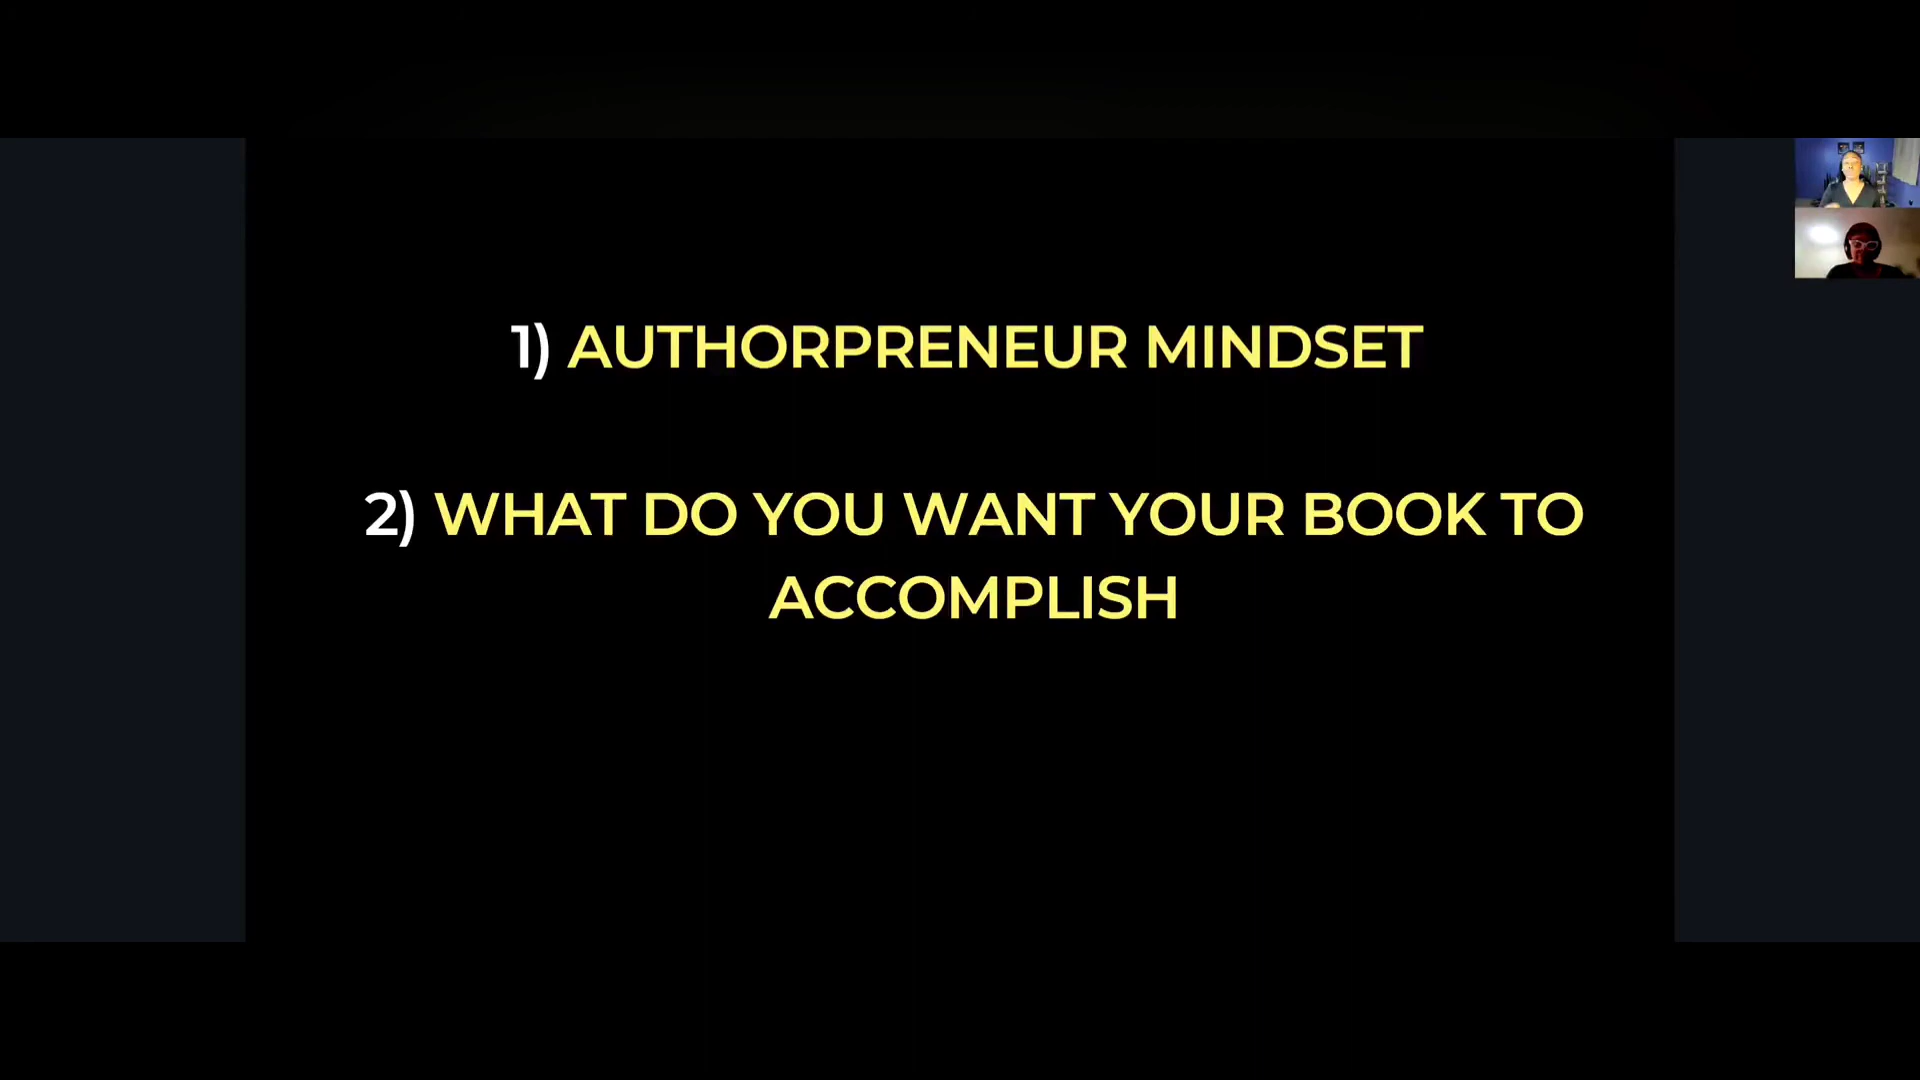 1) AUTHORPRENEUR MINDSET
2) WHAT DO YOU WANT YOUR BOOK TO
ACCOMPLISH